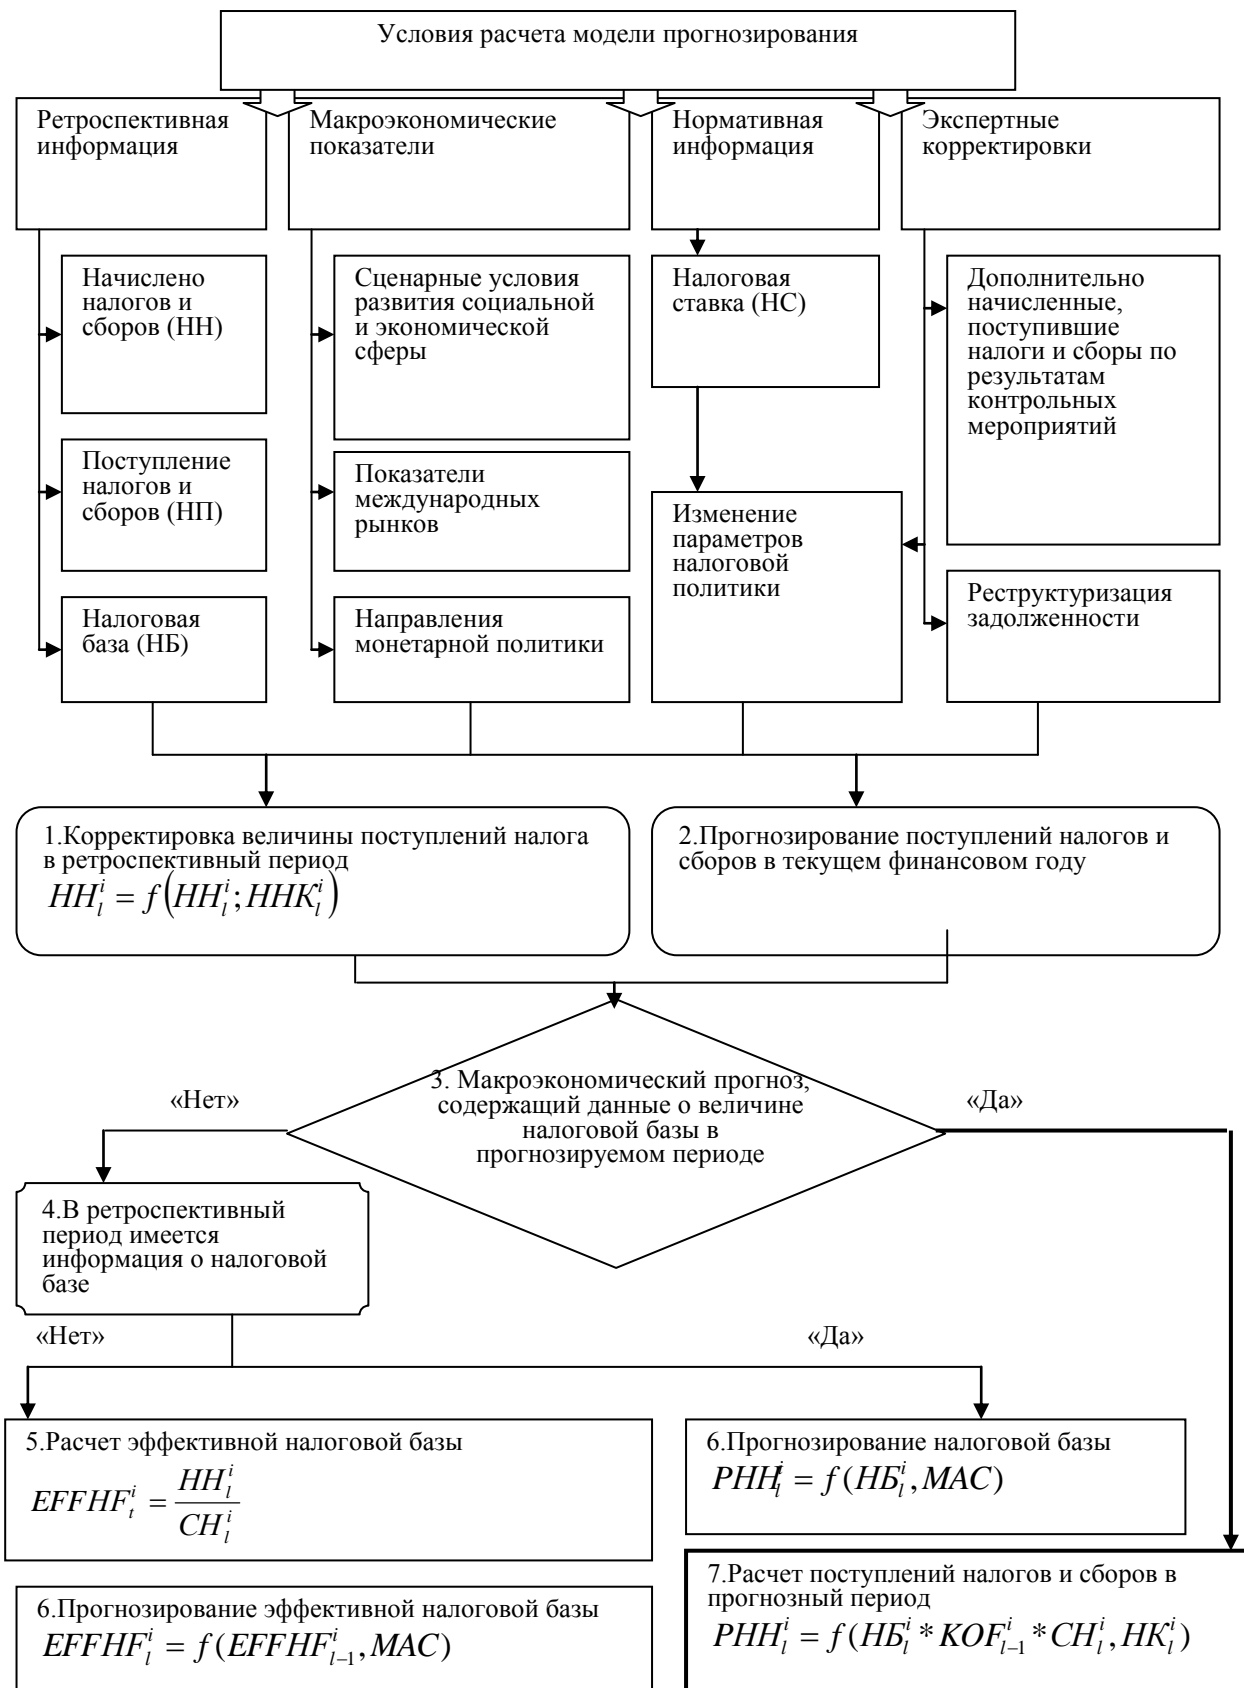 Условия расчета модели прогнозирования
Ретроспективная
информация
Макроэкономические
показатели
Нормативная
информация
Экспертные
корректировки
Начислено
налогов и
сборов (НН)
Сценарные условия
развития социальной
и экономической
сферы
Налоговая
ставка (НС)
Дополнительно
начисленные,
поступившие
налоги и сборы по
результатам
контрольных
мероприятий
Поступление
налогов и
сборов (НП)
Показатели
международных
рынков
Изменение
параметров
налоговой
политики
Налоговая
база (НБ)
Направления
монетарной политики
Реструктуризация
задолженности
1.Корректировка величины поступлений налога
в ретроспективный период
НН_l^i = f(НН_l^i; ННК_l^i)
2.Прогнозирование поступлений налогов и
сборов в текущем финансовом году
3. Макроэкономический прогноз,
содержащий данные о величине
налоговой базы в
прогнозируемом периоде
«Нет»
«Да»
4.В ретроспективный
период имеется
информация о налоговой
базе
«Нет»
«Да»
5.Расчет эффективной налоговой базы
EFFHF_t^i = HH_l^i / CH_l^i
6.Прогнозирование налоговой базы
PHH_l^i = f(НБ_l^i, MAC)
6.Прогнозирование эффективной налоговой базы
EFFHF_l^i = f(EFFHF_{l-1}^i, MAC)
7.Расчет поступлений налогов и сборов в
прогнозный период
PHH_l^i = f(НБ_l^i * KOF_{l-1}^i * CH_l^i, НК_l^i)